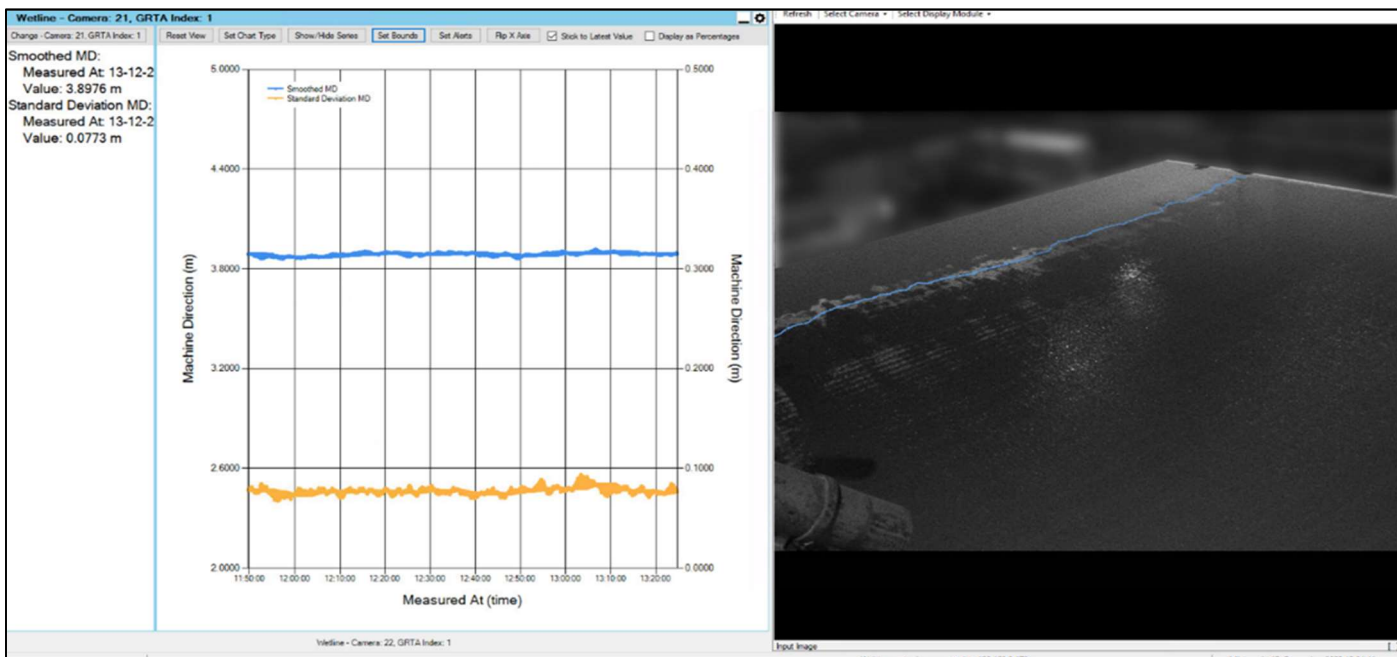 Wetline - Camera: 21, GRTA Index: 1
Refresh Select Camera Select Display Module
Change - Camera: 21, GRTA Index: 1 Reset View Set Chart Type Show/Hide Series Set Bounds Set Alerts Flip X Axis Stick to Latest Value Display as Percentages
Smoothed MD:
Measured At: 13-12-2
Value: 3.8976 m
Standard Deviation MD:
Measured At: 13-12-2
Value: 0.0773 m
Smoothed MD
Standard Deviation MD
5.0000
4.4000
3.8000
3.2000
2.6000
2.0000
Machine Direction (m)
0.5000
0.4000
0.3000
0.2000
0.1000
0.0000
Machine Direction (m)
11:50:00 12:00:00 12:10:00 12:20:00 12:30:00 12:40:00 12:50:00 13:00:00 13:10:00 13:20:00
Measured At (time)
Wetline - Camera: 22, GRTA Index: 1
Input Image